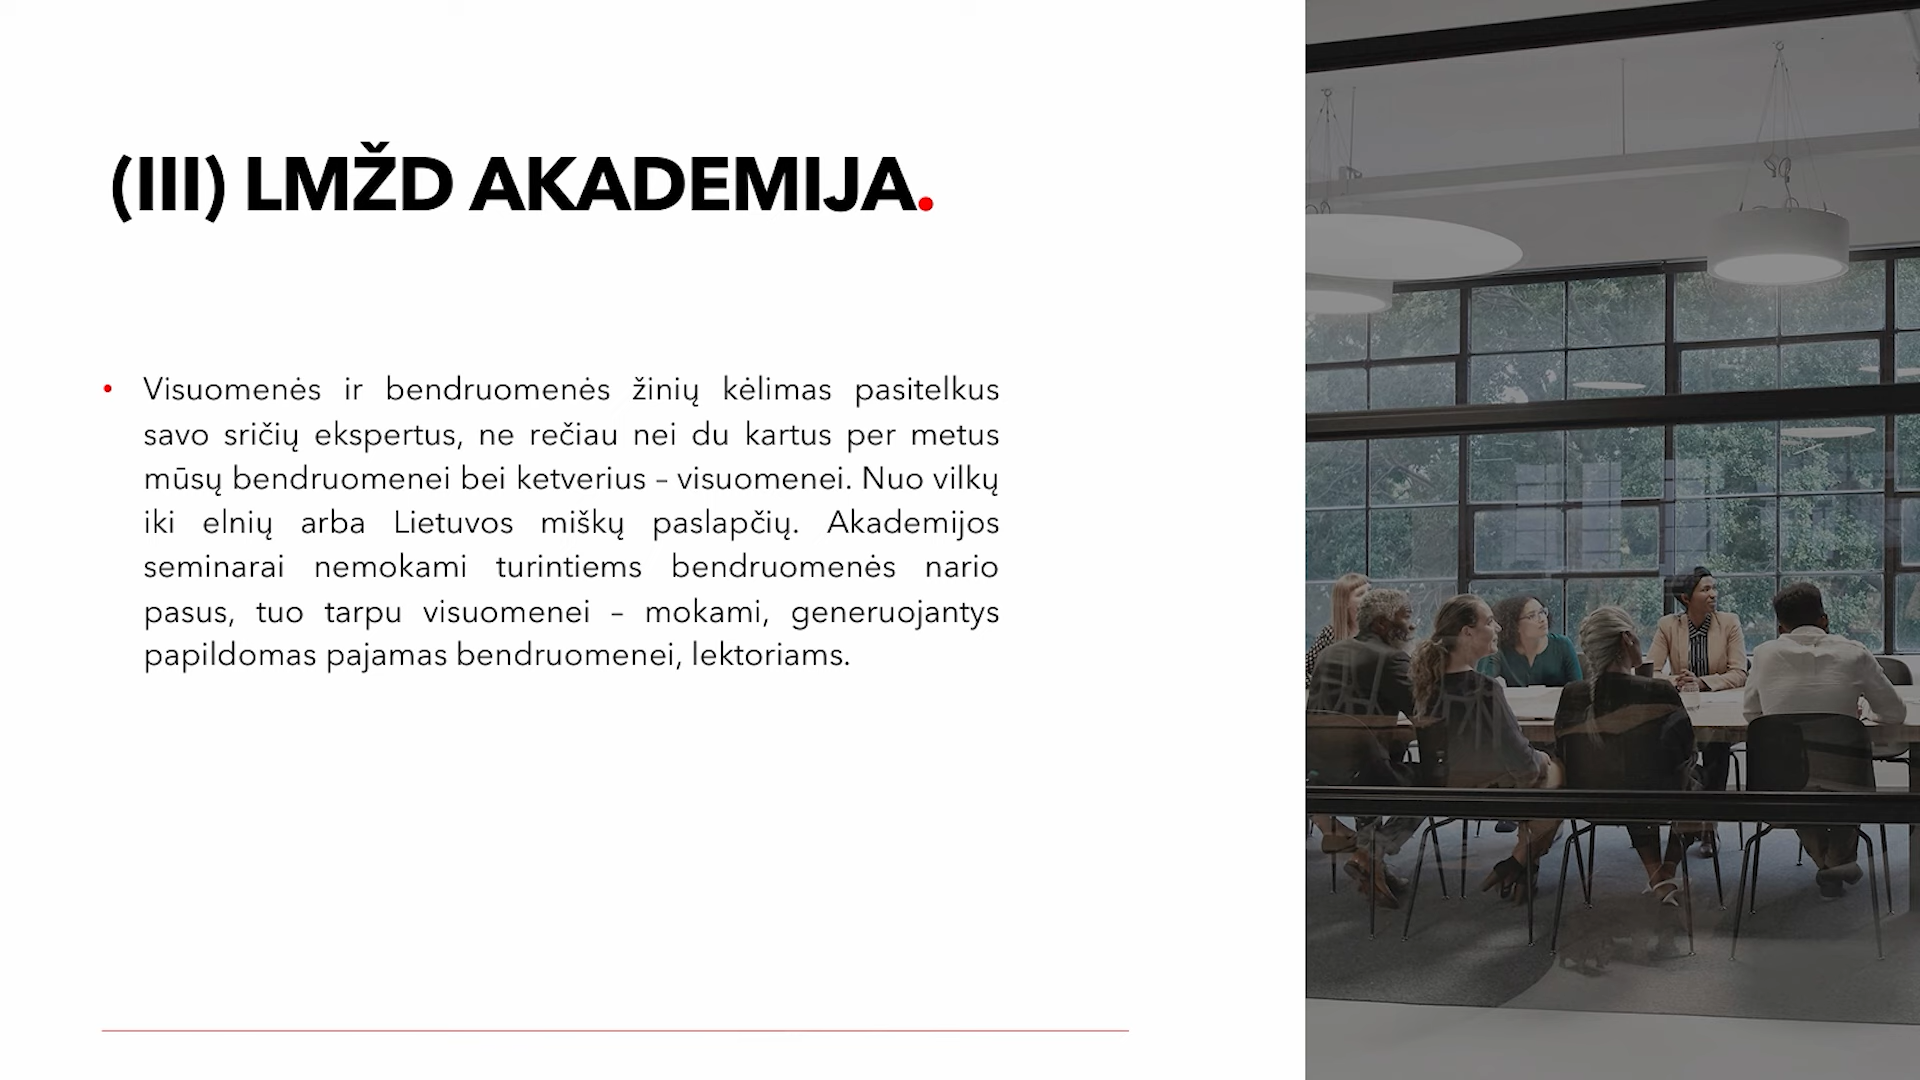 (III) LMŽD AKADEMIJA.
• Visuomenės ir bendruomenės žinių kėlimas pasitelkus
savo sričių ekspertus, ne rečiau nei du kartus per metus
mūsų bendruomenei bei ketverius – visuomenei. Nuo vilkų
iki elnių arba Lietuvos miškų paslapčių. Akademijos
seminarai nemokami turintiems bendruomenės nario
pasus, tuo tarpu visuomenei – mokami, generuojantys
papildomas pajamas bendruomenei, lektoriams.